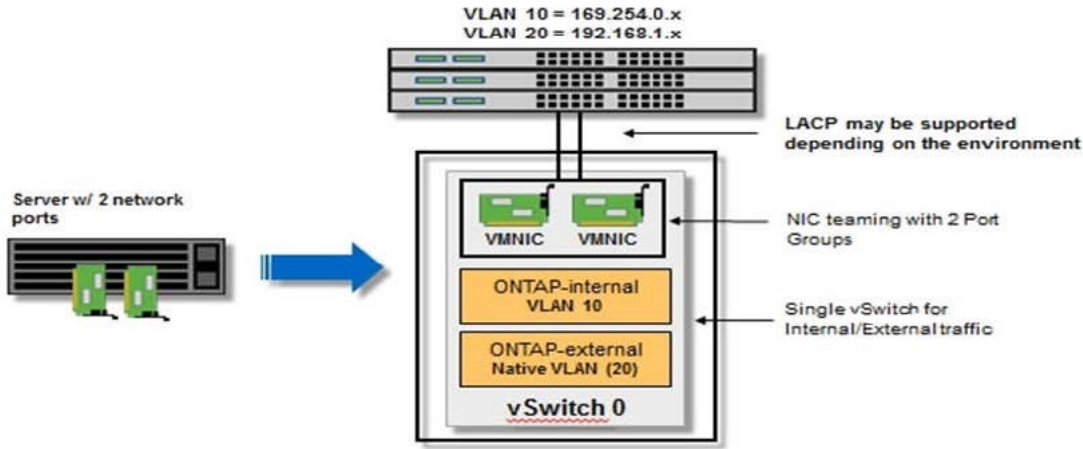 VLAN 10 = 169.254.0.x
VLAN 20 = 192.168.1.x
LACP may be supported
depending on the environment
Server w/ 2 network
ports
VMNIC
VMNIC
NIC teaming with 2 Port
Groups
ONTAP-internal
VLAN 10
Single vSwitch for
Internal/External traffic
ONTAP-external
Native VLAN (20)
vSwitch 0